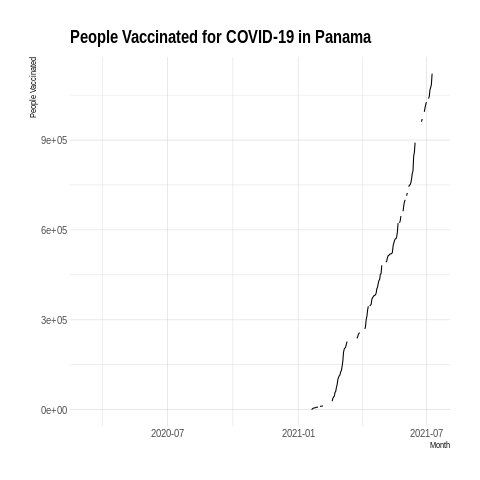 People Vaccinated for COVID-19 in Panama
People Vaccinated
9e+05
6e+05
3e+05
0e+00
2020-07
2021-01
2021-07
Month